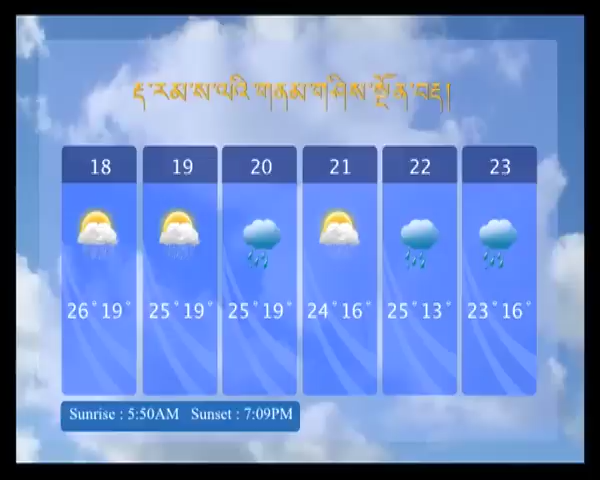 རྡ་རམ་ས་ལའི་གནམ་གཤིས་སྔོན་བརྡ།
18 19 20 21 22 23
26° 19° 25° 19° 25° 19° 24° 16° 25° 13° 23° 16°
Sunrise : 5:50AM Sunset : 7:09PM